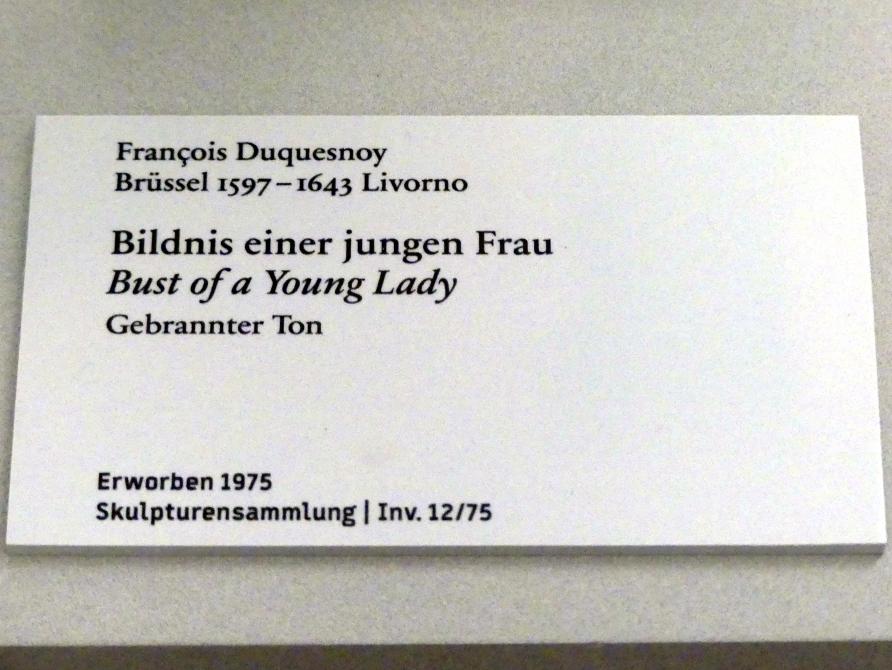 François Duquesnoy
Brüssel 1597–1643 Livorno
Bildnis einer jungen Frau
Bust of a Young Lady
Gebrannter Ton
Erworben 1975
Skulpturensammlung | Inv. 12/75